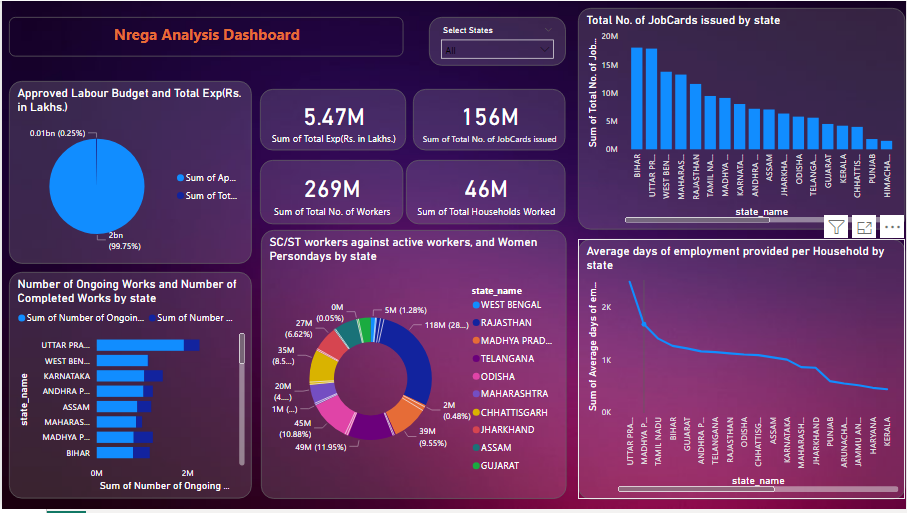 Nrega Analysis Dashboard
Select States
All
Approved Labour Budget and Total Exp(Rs.
in Lakhs.)
0.01bn (0.25%)
2bn
(99.75%)
Sum of Ap...
Sum of Tot...
5.47M
Sum of Total Exp(Rs. in Lakhs.)
156M
Sum of Total No. of JobCards issued
269M
Sum of Total No. of Workers
46M
Sum of Total Households Worked
Total No. of JobCards issued by state
Sum of Total No. of Job...
20M
15M
10M
5M
0M
BIHAR
UTTAR PR...
WEST BEN...
MAHARAS...
RAJASTHAN
TAMIL NA...
MADHYA ...
KARNATA...
ANDHRA ...
ASSAM
JHARKHA...
ODISHA
TELANGA...
GUJARAT
KERALA
CHHATTIS...
PUNJAB
HIMACHA...
state_name
Number of Ongoing Works and Number of
Completed Works by state
Sum of Number of Ongoin...
Sum of Number ...
state_name
UTTAR PRA...
WEST BEN...
KARNATAKA
ANDHRA P...
ASSAM
MAHARAS...
MADHYA P...
BIHAR
0M
2M
Sum of Number of Ongoing ...
SC/ST workers against active workers, and Women
Persondays by state
5M (1.28%)
118M (28...)
2M
(0.48%)
39M
(9.55%)
49M (11.95%)
45M
(10.88%)
1M (...)
20M
(4....)
35M
(8.5...)
27M
(6.62%)
0M
(0.05%)
state_name
WEST BENGAL
RAJASTHAN
MADHYA PRAD...
TELANGANA
ODISHA
MAHARASHTRA
CHHATTISGARH
JHARKHAND
ASSAM
GUJARAT
Average days of employment provided per Household by
state
Sum of Average days of em...
2K
1K
0K
UTTAR PRA...
MADHYA P...
TAMIL NADU
BIHAR
GUJARAT
ANDHRA P...
TELANGANA
RAJASTHAN
ODISHA
CHHATTISG...
ASSAM
KARNATAKA
MAHARASH...
JHARKHAND
PUNJAB
ARUNACHA...
JAMMU AN...
HARYANA
KERALA
state_name